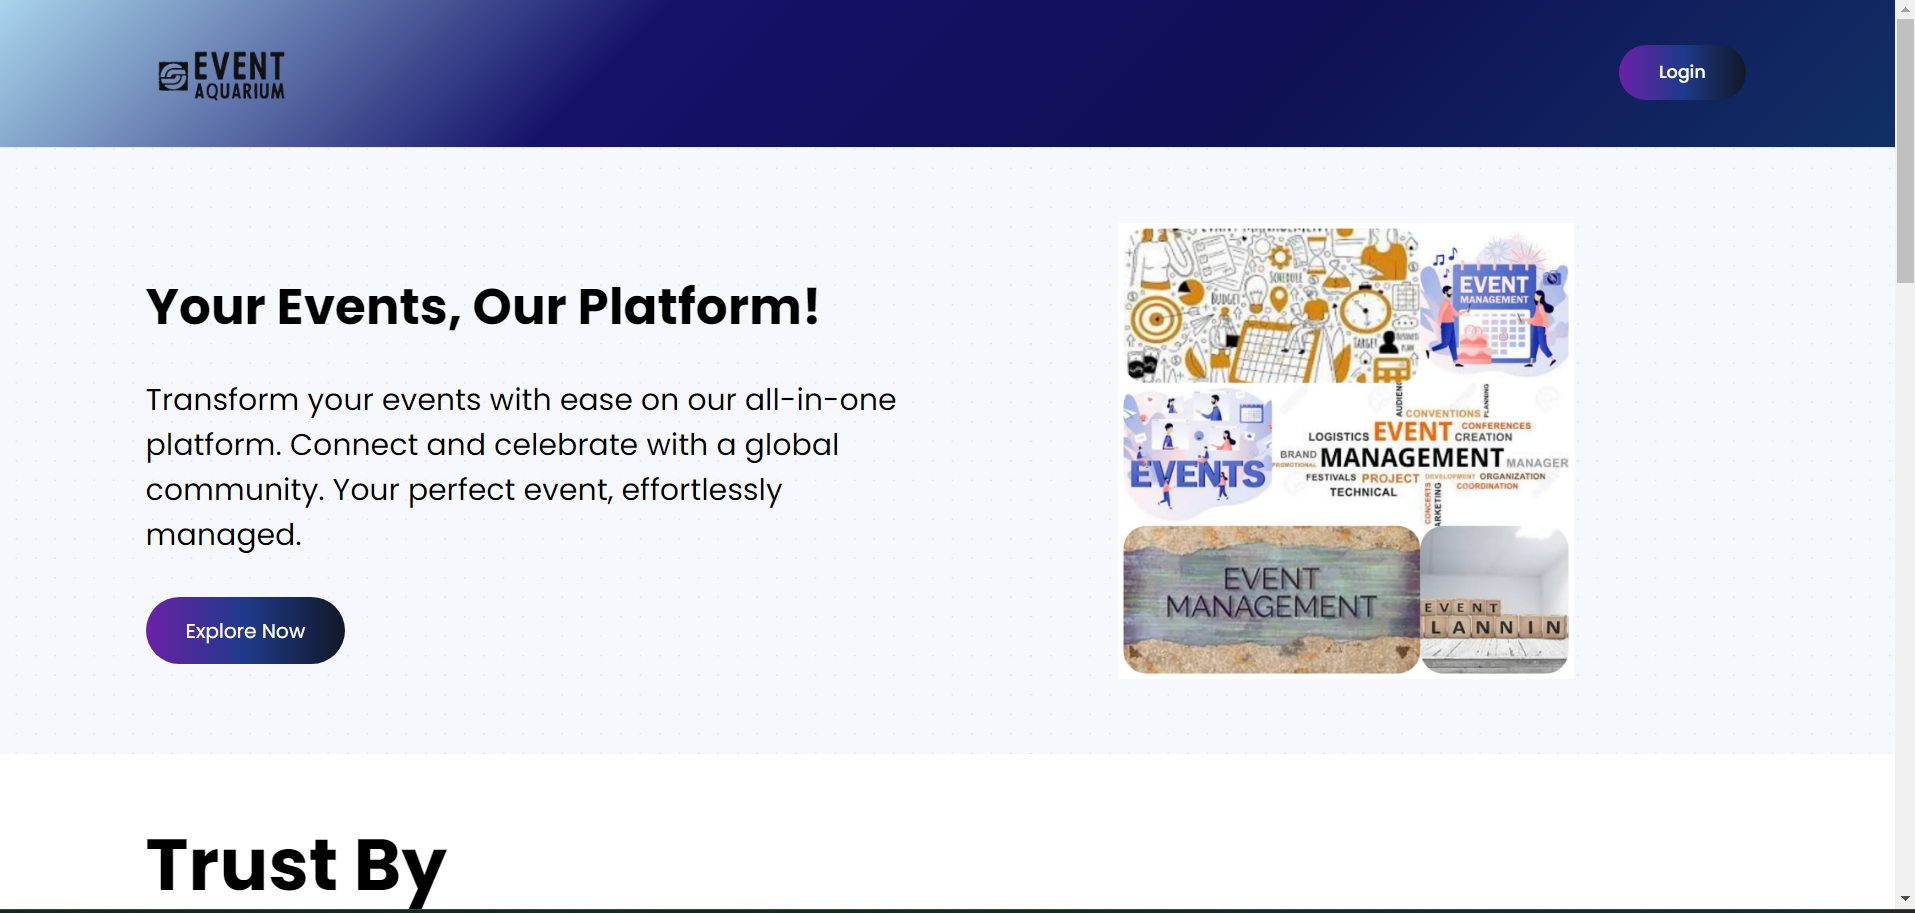 EVENT
AQUARIUM
Login
Your Events, Our Platform!
Transform your events with ease on our all-in-one
platform. Connect and celebrate with a global
community. Your perfect event, effortlessly
managed.
Explore Now
SCHEDULE
BUDGET
TARGET
BUSINESS
PLAN
EVENT
MANAGEMENT
EVENTS
PLANNING
CONVENTIONS
EVENT CONFERENCES
LOGISTICS CREATION
BRAND
PROMOTIONAL
MANAGEMENT MANAGER
FESTIVALS PROJECT DEVELOPMENT ORGANIZATION
TECHNICAL COORDINATION
CONCERTS
EVENT
MANAGEMENT
EVENT
LANNIN
Trust By